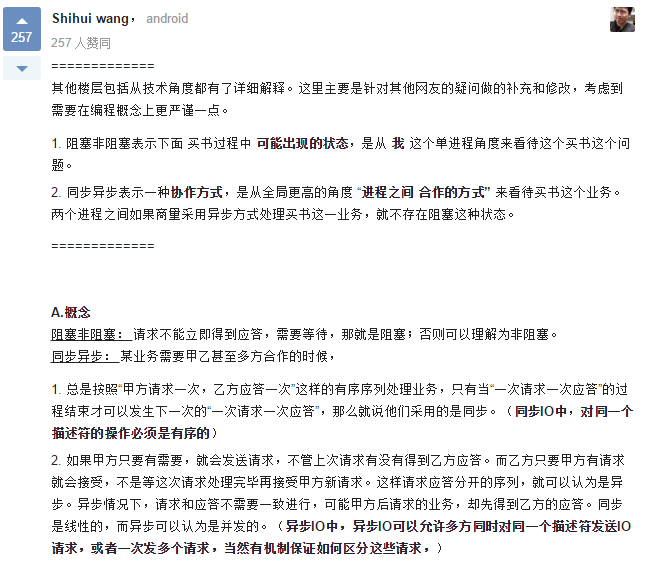 Shihui wang，android
257
257 人赞同
=============
其他楼层包括从技术角度都有了详细解释。这里主要是针对其他网友的疑问做的补充和修改，考虑到
需要在编程概念上更严谨一点。
1. 阻塞非阻塞表示下面 买书过程中 可能出现的状态，是从 我 这个单进程角度来看待这个买书这个问
题。
2. 同步异步表示一种协作方式，是从全局更高的角度 “进程之间 合作的方式” 来看待买书这个业务。
两个进程之间如果商量采用异步方式处理买书这一业务，就不存在阻塞这种状态。
=============
A.概念
阻塞非阻塞： 请求不能立即得到应答，需要等待，那就是阻塞；否则可以理解为非阻塞。
同步异步： 某业务需要甲乙甚至多方合作的时候，
1. 总是按照“甲方请求一次，乙方应答一次”这样的有序序列处理业务，只有当“一次请求一次应答”的过
程结束才可以发生下一次的“一次请求一次应答”，那么就说他们采用的是同步。（同步IO中，对同一个
描述符的操作必须是有序的）
2. 如果甲方只要有需要，就会发送请求，不管上次请求有没有得到乙方应答。而乙方只要甲方有请求
就会接受，不是等这次请求处理完毕再接受甲方新请求。这样请求应答分开的序列，就可以认为是异
步。异步情况下，请求和应答不需要一致进行，可能甲方后请求的业务，却先得到乙方的应答。同步
是线性的，而异步可以认为是并发的。（异步IO中，异步IO可以允许多方同时对同一个描述符发送IO
请求，或者一次发多个请求，当然有机制保证如何区分这些请求，）